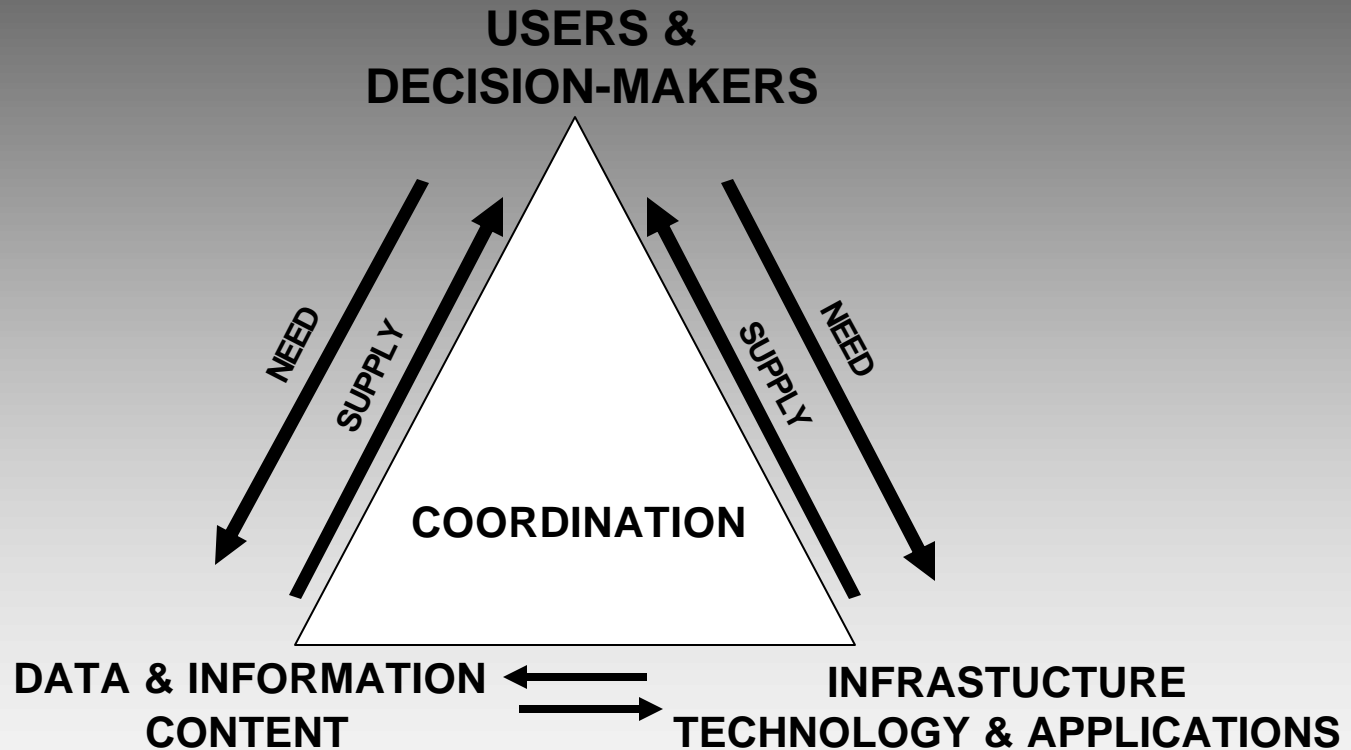 USERS &
DECISION-MAKERS
NEED
SUPPLY
SUPPLY
NEED
COORDINATION
DATA & INFORMATION
CONTENT
INFRASTUCTURE
TECHNOLOGY & APPLICATIONS